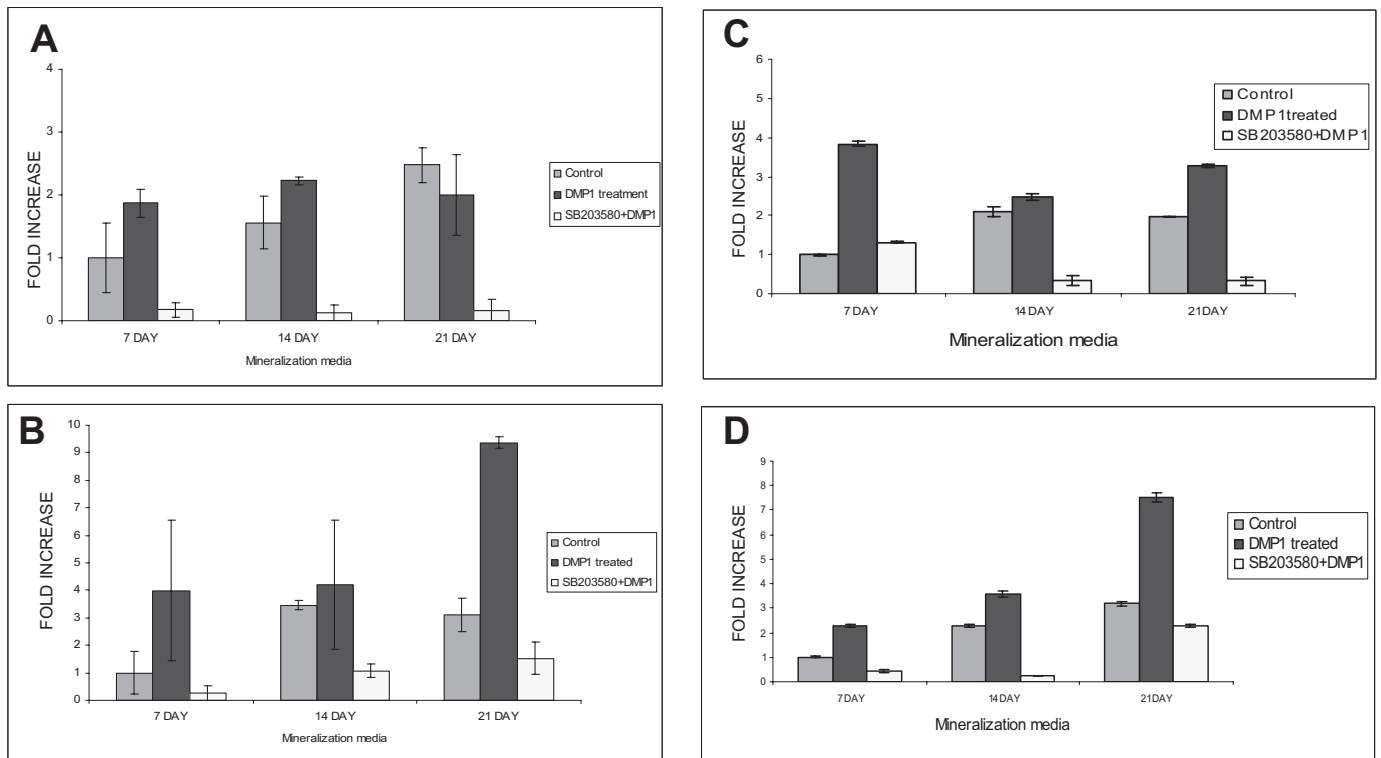 A
4
3
2
1
0
FOLD INCREASE
7 DAY 14 DAY 21 DAY
Mineralization media
Control
DMP1 treatment
SB203580+DMP1
C
6
5
4
3
2
1
0
FOLD INCREASE
7 DAY 14 DAY 21DAY
Mineralization media
Control
DMP1treated
SB203580+DMP1
B
10
9
8
7
6
5
4
3
2
1
0
FOLD INCREASE
7 DAY 14 DAY 21 DAY
Mineralization media
Control
DMP1 treated
SB203580+DMP1
D
9
8
7
6
5
4
3
2
1
0
FOLD INCREASE
7DAY 14DAY 21DAY
Mineralization media
Control
DMP1 treated
SB203580+DMP1